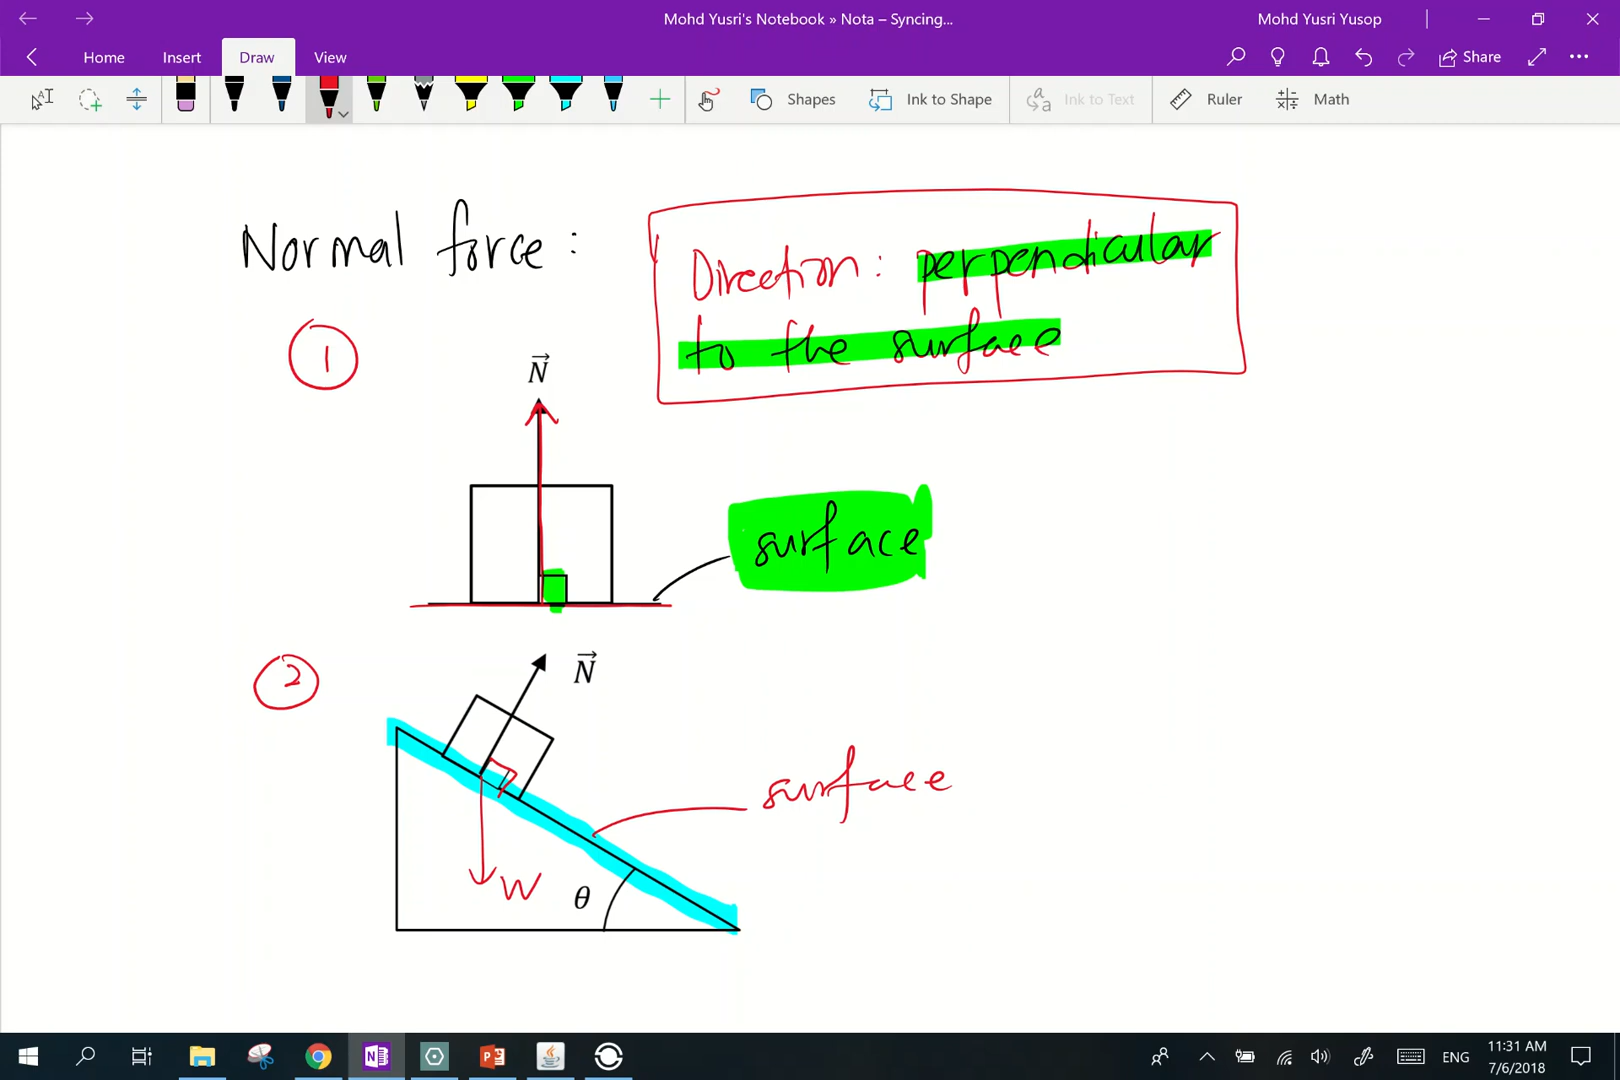 Mohd Yusri's Notebook » Nota – Syncing...
Mohd Yusri Yusop
Home Insert Draw View
Share
Shapes Ink to Shape Ink to Text Ruler Math
Normal force :
Direction : perpendicular
to the surface
1
N⃗
surface
2
N⃗
surface
W
θ
ENG
11:31 AM
7/6/2018